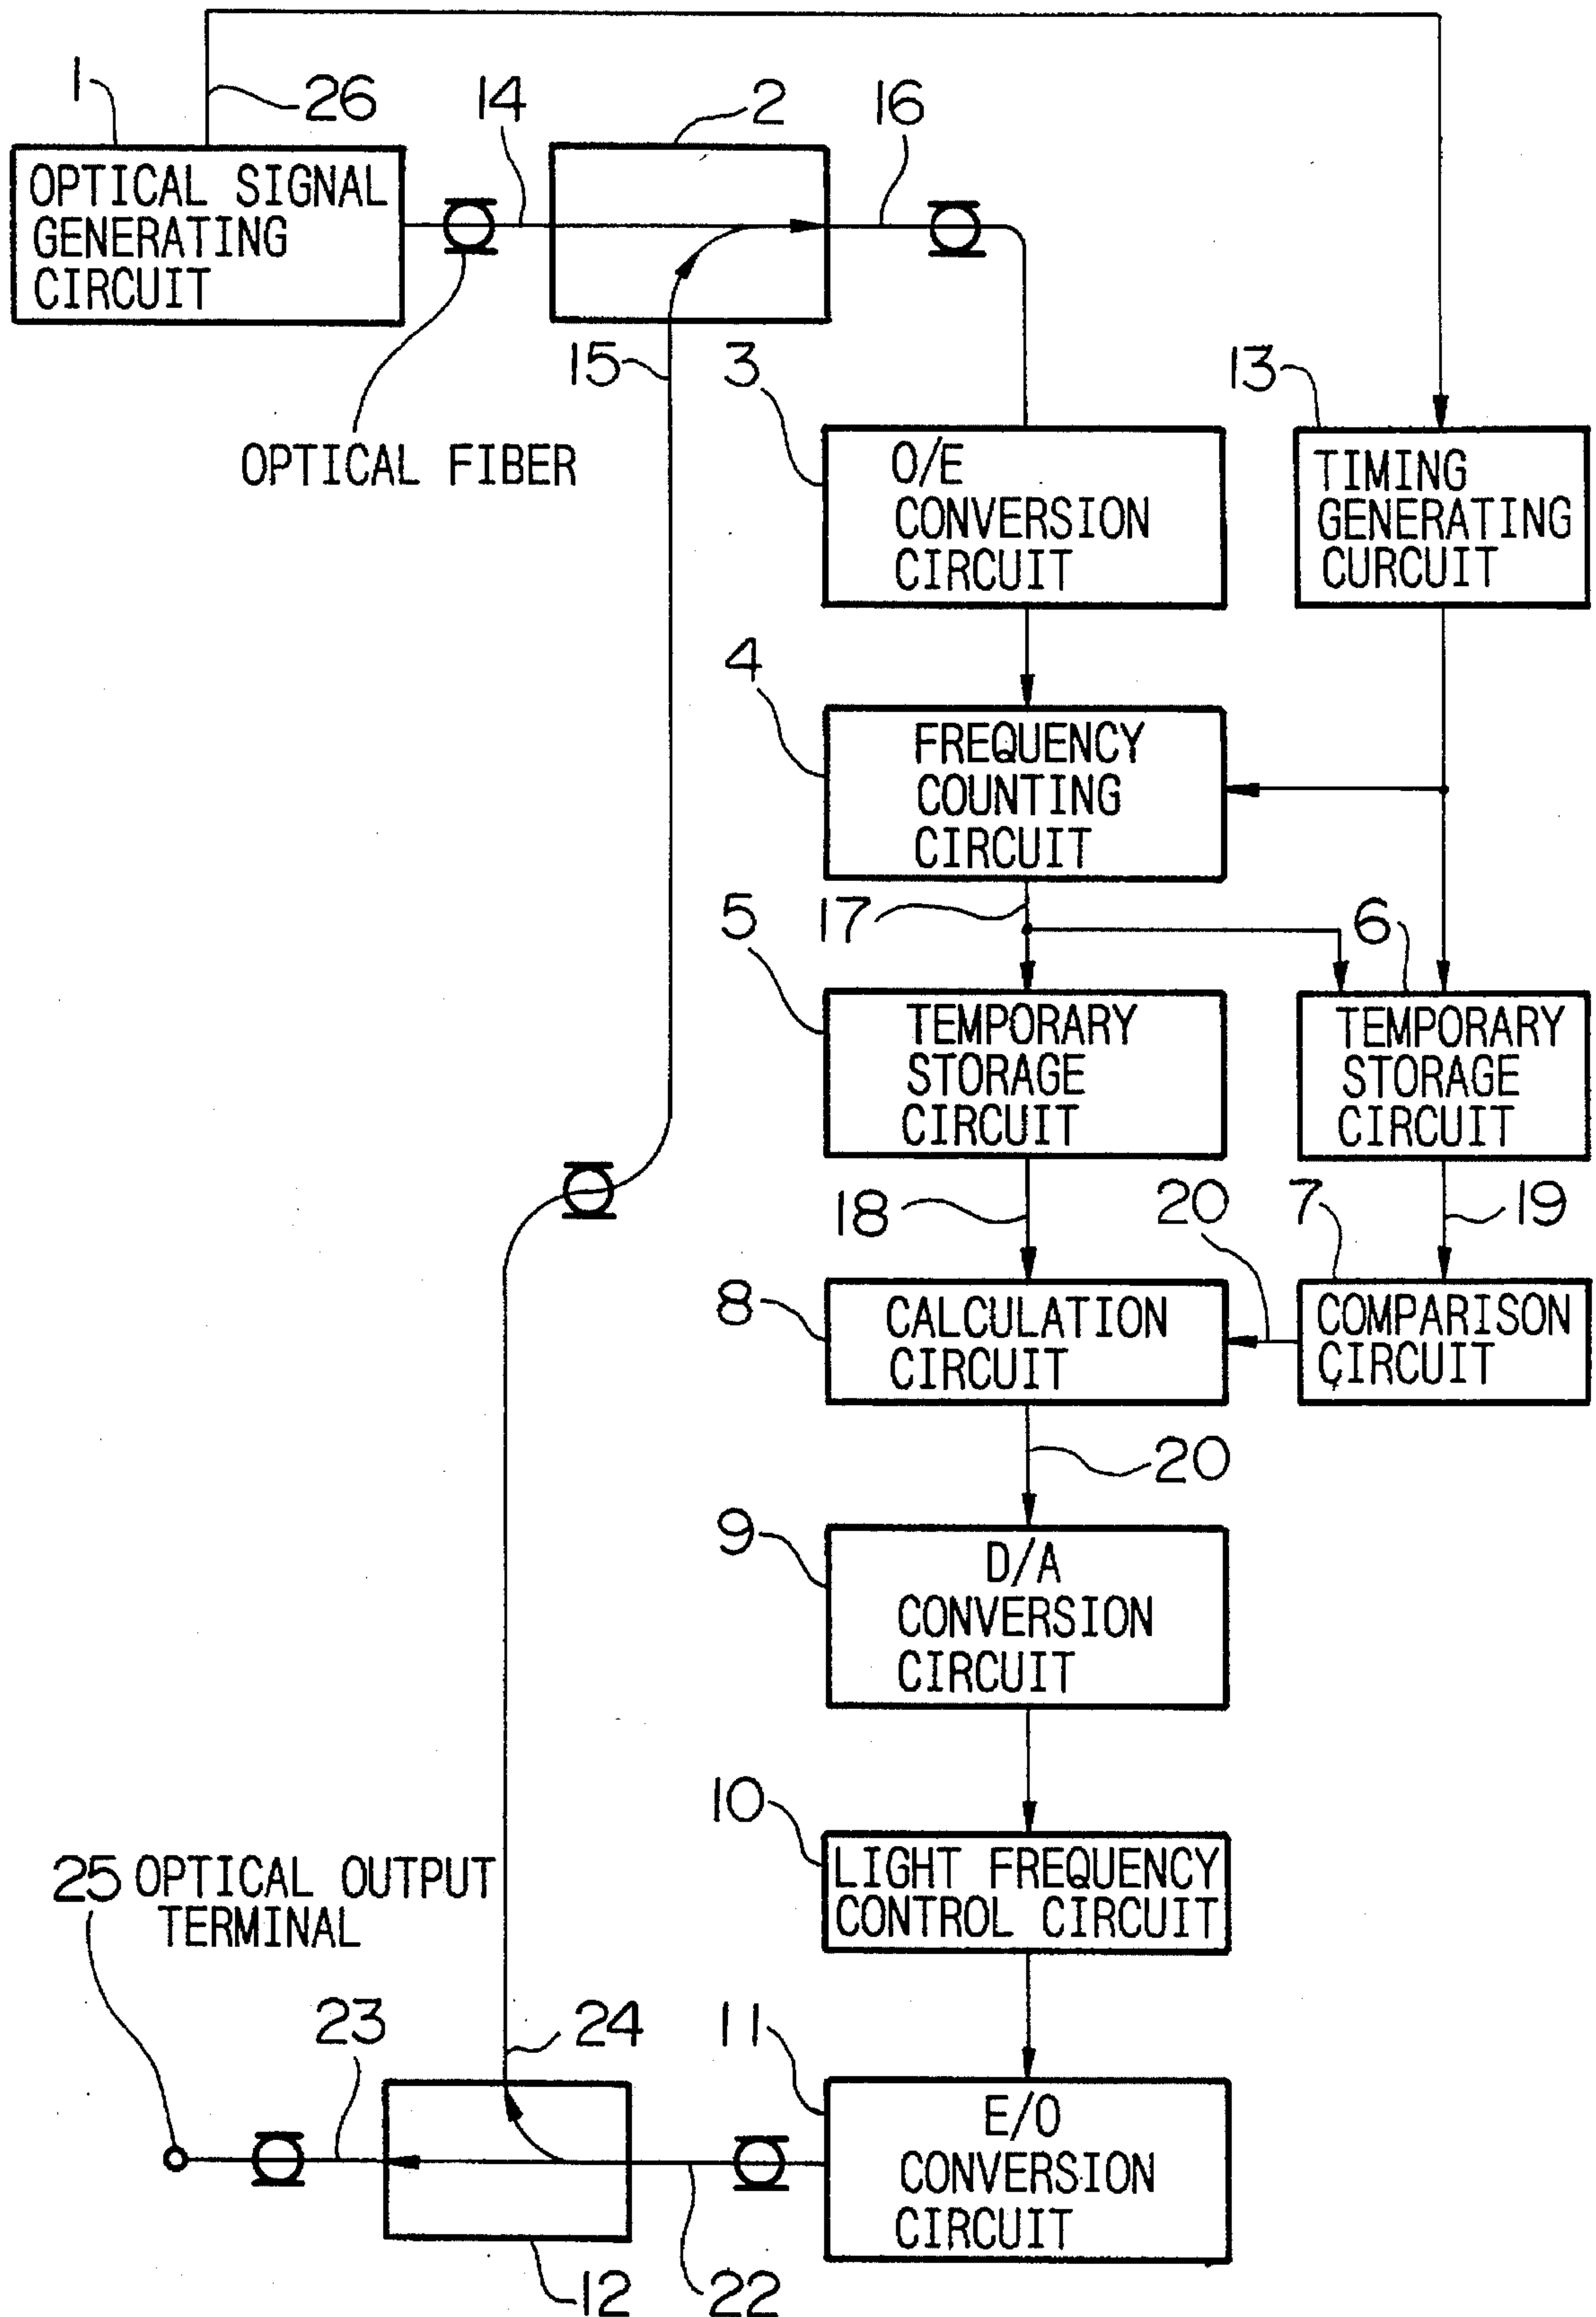 1
26
14
2
16
OPTICAL SIGNAL
GENERATING
CIRCUIT
15
3
13
OPTICAL FIBER
O/E
CONVERSION
CIRCUIT
TIMING
GENERATING
CURCUIT
4
FREQUENCY
COUNTING
CIRCUIT
5
17
6
TEMPORARY
STORAGE
CIRCUIT
TEMPORARY
STORAGE
CIRCUIT
18
20
7
19
8
CALCULATION
CIRCUIT
COMPARISON
CIRCUIT
20
9
D/A
CONVERSION
CIRCUIT
10
LIGHT FREQUENCY
CONTROL CIRCUIT
25 OPTICAL OUTPUT
TERMINAL
23
24
11
E/O
CONVERSION
CIRCUIT
12
22